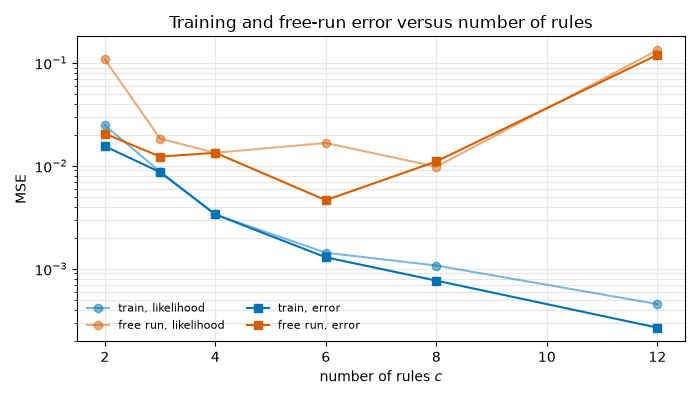 Training and free-run error versus number of rules
10⁻¹
10⁻²
10⁻³
MSE
train, likelihood
free run, likelihood
train, error
free run, error
2 4 6 8 10 12
number of rules c